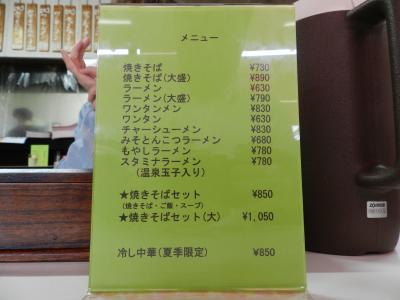 メニュー
焼きそば ¥730
焼きそば(大盛) ¥890
ラーメン ¥630
ラーメン(大盛) ¥790
ワンタンメン ¥830
ワンタン ¥630
チャーシューメン ¥830
みそとんこつラーメン ¥680
もやしラーメン ¥780
スタミナラーメン ¥780
(温泉玉子入り)
★焼きそばセット ¥850
(焼きそば・ご飯・スープ)
★焼きそばセット(大) ¥1,050
冷し中華(夏季限定) ¥850
ZOJIRUSHI